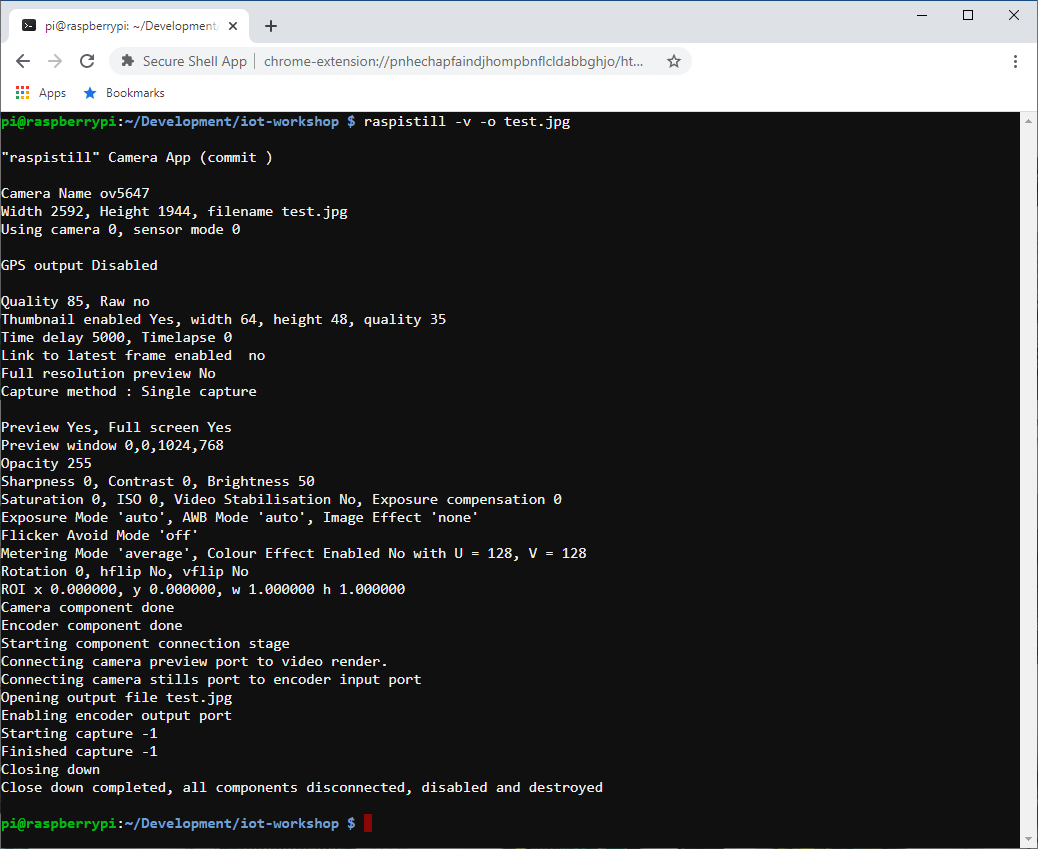 pi@raspberrypi: ~/Development/
Secure Shell App | chrome-extension://pnhechapfaindjhompbnflcldabbghjo/ht...
Apps Bookmarks
pi@raspberrypi:~/Development/iot-workshop $ raspistill -v -o test.jpg
"raspistill" Camera App (commit )
Camera Name ov5647
Width 2592, Height 1944, filename test.jpg
Using camera 0, sensor mode 0
GPS output Disabled
Quality 85, Raw no
Thumbnail enabled Yes, width 64, height 48, quality 35
Time delay 5000, Timelapse 0
Link to latest frame enabled  no
Full resolution preview No
Capture method : Single capture
Preview Yes, Full screen Yes
Preview window 0,0,1024,768
Opacity 255
Sharpness 0, Contrast 0, Brightness 50
Saturation 0, ISO 0, Video Stabilisation No, Exposure compensation 0
Exposure Mode 'auto', AWB Mode 'auto', Image Effect 'none'
Flicker Avoid Mode 'off'
Metering Mode 'average', Colour Effect Enabled No with U = 128, V = 128
Rotation 0, hflip No, vflip No
ROI x 0.000000, y 0.000000, w 1.000000 h 1.000000
Camera component done
Encoder component done
Starting component connection stage
Connecting camera preview port to video render.
Connecting camera stills port to encoder input port
Opening output file test.jpg
Enabling encoder output port
Starting capture -1
Finished capture -1
Closing down
Close down completed, all components disconnected, disabled and destroyed
pi@raspberrypi:~/Development/iot-workshop $